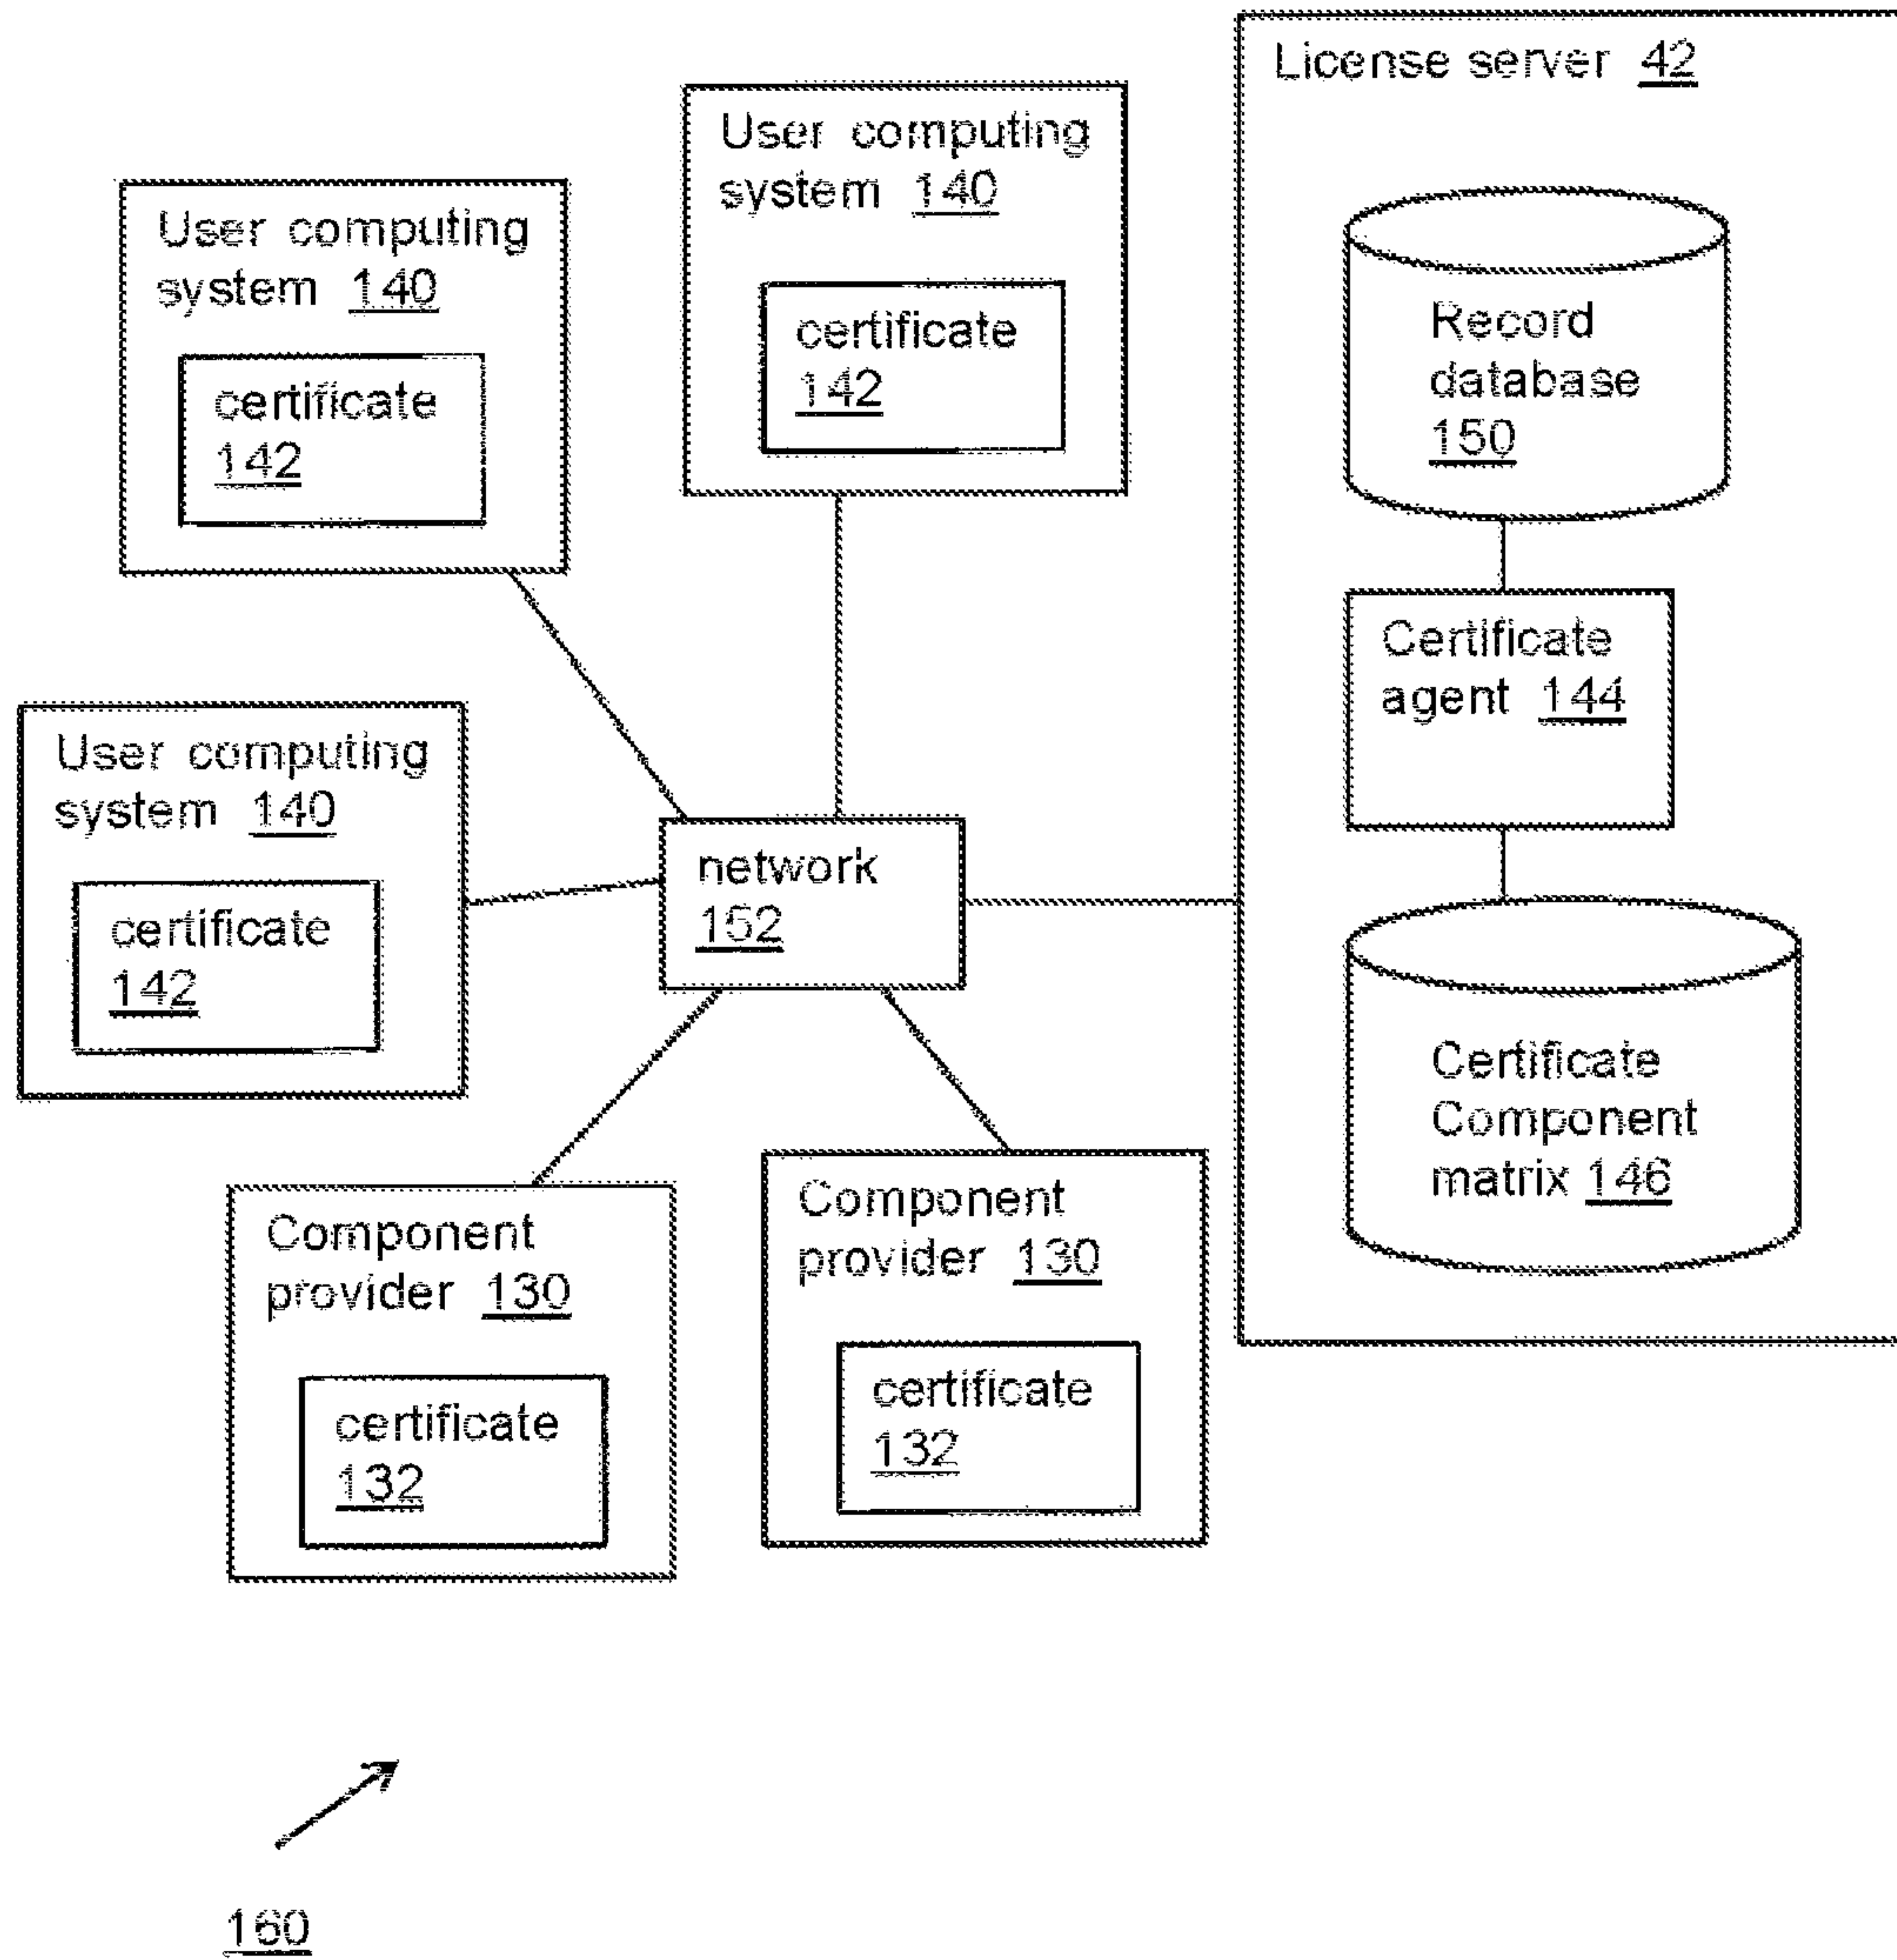 License server 42
User computing
system 140
certificate
142
User computing
system 140
certificate
142
Record
database
150
Certificate
agent 144
User computing
system 140
certificate
142
network
152
Certificate
Component
matrix 146
Component
provider 130
certificate
132
Component
provider 130
certificate
132
160